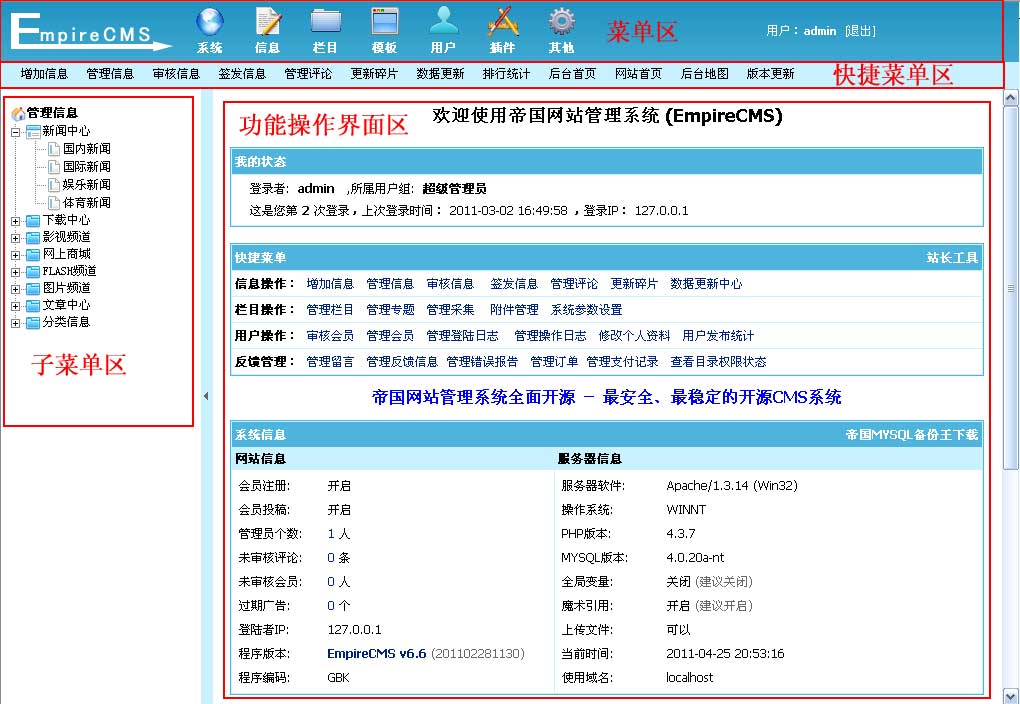 EmpireCMS
系统 信息 栏目 模板 用户 插件 其他 菜单区 用户：admin [退出]
增加信息 管理信息 审核信息 签发信息 管理评论 更新碎片 数据更新 排行统计 后台首页 网站首页 后台地图 版本更新 快捷菜单区
管理信息
新闻中心
国内新闻
国际新闻
娱乐新闻
体育新闻
下载中心
影视频道
网上商城
FLASH频道
图片频道
文章中心
分类信息
子菜单区
功能操作界面区 欢迎使用帝国网站管理系统 (EmpireCMS)
我的状态
登录者: admin ,所属用户组: 超级管理员
这是您第 2 次登录，上次登录时间： 2011-03-02 16:49:58 ，登录IP： 127.0.0.1
快捷菜单 站长工具
信息操作： 增加信息 管理信息 审核信息 签发信息 管理评论 更新碎片 数据更新中心
栏目操作： 管理栏目 管理专题 管理采集 附件管理 系统参数设置
用户操作： 审核会员 管理会员 管理登陆日志 管理操作日志 修改个人资料 用户发布统计
反馈管理： 管理留言 管理反馈信息 管理错误报告 管理订单 管理支付记录 查看目录权限状态
帝国网站管理系统全面开源 － 最安全、最稳定的开源CMS系统
系统信息 帝国MYSQL备份王下载
网站信息 服务器信息
会员注册: 开启 服务器软件: Apache/1.3.14 (Win32)
会员投稿: 开启 操作系统: WINNT
管理员个数: 1 人 PHP版本: 4.3.7
未审核评论: 0 条 MYSQL版本: 4.0.20a-nt
未审核会员: 0 人 全局变量: 关闭 (建议关闭)
过期广告: 0 个 魔术引用: 开启 (建议开启)
登陆者IP: 127.0.0.1 上传文件: 可以
程序版本: EmpireCMS v6.6 (201102281130) 当前时间: 2011-04-25 20:53:16
程序编码: GBK 使用域名: localhost